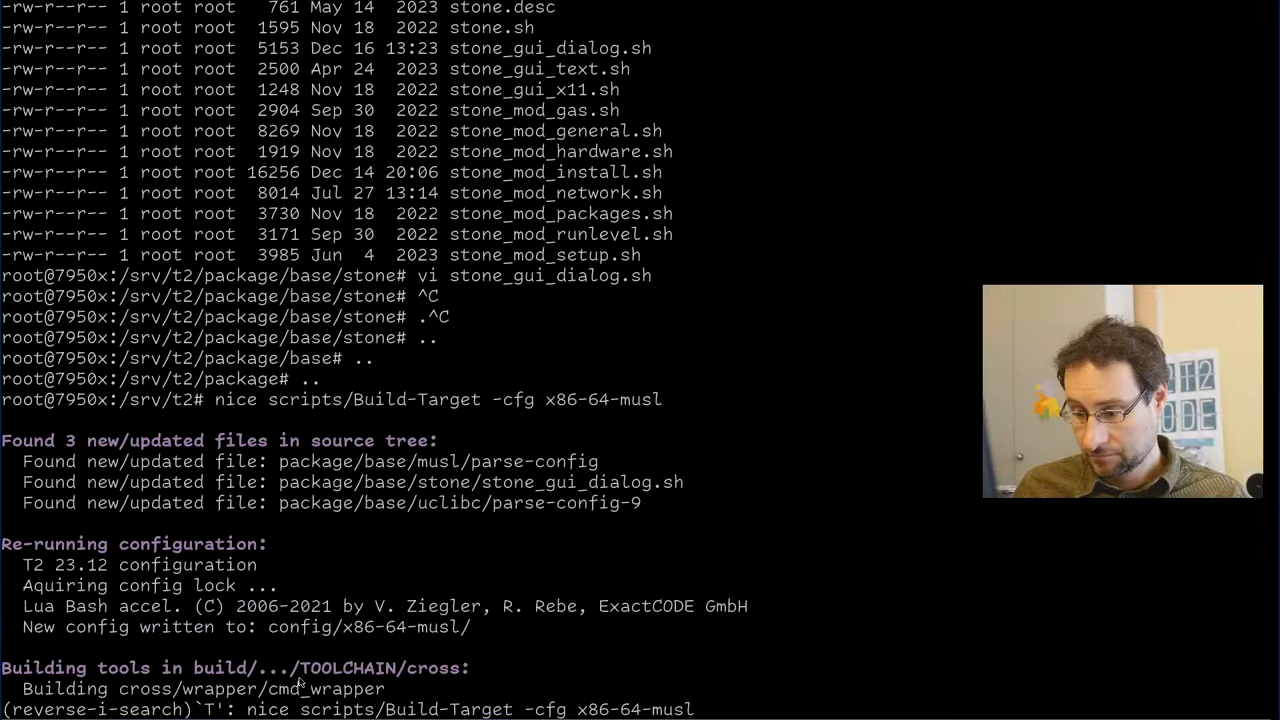 -rw-r--r-- 1 root root   761 May 14  2023 stone.desc
-rw-r--r-- 1 root root  1595 Nov 18  2022 stone.sh
-rw-r--r-- 1 root root  5153 Dec 16 13:23 stone_gui_dialog.sh
-rw-r--r-- 1 root root  2500 Apr 24  2023 stone_gui_text.sh
-rw-r--r-- 1 root root  1248 Nov 18  2022 stone_gui_x11.sh
-rw-r--r-- 1 root root  2904 Sep 30  2022 stone_mod_gas.sh
-rw-r--r-- 1 root root  8269 Nov 18  2022 stone_mod_general.sh
-rw-r--r-- 1 root root  1919 Nov 18  2022 stone_mod_hardware.sh
-rw-r--r-- 1 root root 16256 Dec 14 20:06 stone_mod_install.sh
-rw-r--r-- 1 root root  8014 Jul 27 13:14 stone_mod_network.sh
-rw-r--r-- 1 root root  3730 Nov 18  2022 stone_mod_packages.sh
-rw-r--r-- 1 root root  3171 Sep 30  2022 stone_mod_runlevel.sh
-rw-r--r-- 1 root root  3985 Jun  4  2023 stone_mod_setup.sh
root@7950x:/srv/t2/package/base/stone# vi stone_gui_dialog.sh
root@7950x:/srv/t2/package/base/stone# ^C
root@7950x:/srv/t2/package/base/stone# .^C
root@7950x:/srv/t2/package/base/stone# ..
root@7950x:/srv/t2/package/base# ..
root@7950x:/srv/t2/package# ..
root@7950x:/srv/t2# nice scripts/Build-Target -cfg x86-64-musl
Found 3 new/updated files in source tree:
Found new/updated file: package/base/musl/parse-config
Found new/updated file: package/base/stone/stone_gui_dialog.sh
Found new/updated file: package/base/uclibc/parse-config-9
Re-running configuration:
T2 23.12 configuration
Aquiring config lock ...
Lua Bash accel. (C) 2006-2021 by V. Ziegler, R. Rebe, ExactCODE GmbH
New config written to: config/x86-64-musl/
Building tools in build/.../TOOLCHAIN/cross:
Building cross/wrapper/cmd_wrapper
(reverse-i-search)`T': nice scripts/Build-Target -cfg x86-64-musl